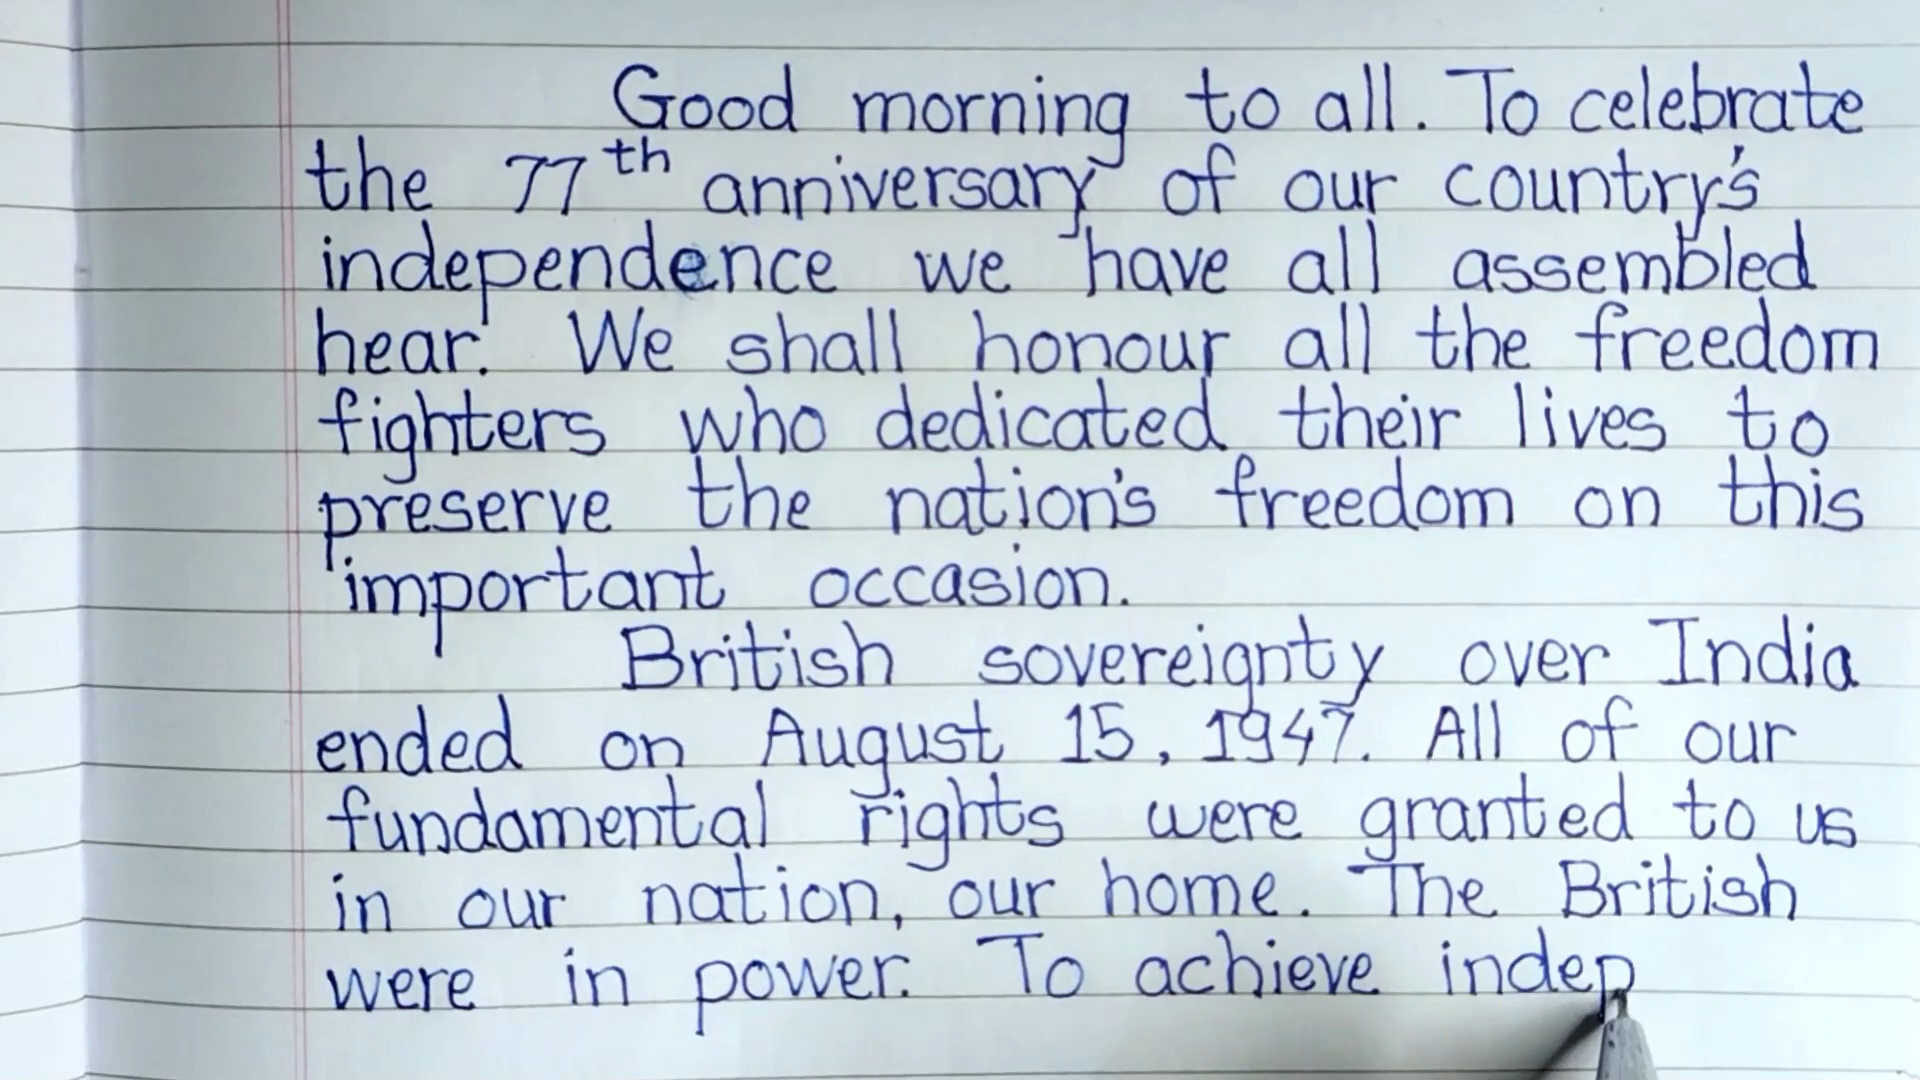 Good morning to all. To celebrate
the 77th anniversary of our country's
independence we have all assembled
hear. We shall honour all the freedom
fighters who dedicated their lives to
preserve the nation's freedom on this
important occasion.
British sovereignty over India
ended on August 15, 1947. All of our
fundamental rights were granted to us
in our nation, our home. The British
were in power. To achieve indep